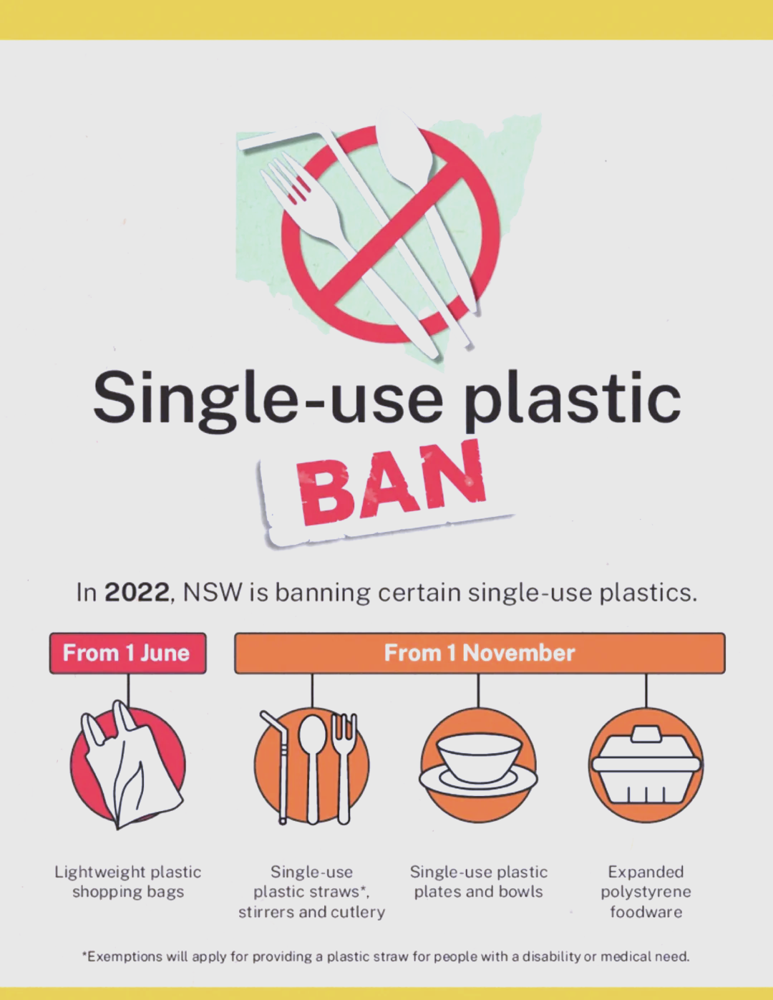 Single-use plastic
BAN
In 2022, NSW is banning certain single-use plastics.
From 1 June
From 1 November
Lightweight plastic
shopping bags
Single-use
plastic straws*,
stirrers and cutlery
Single-use plastic
plates and bowls
Expanded
polystyrene
foodware
*Exemptions will apply for providing a plastic straw for people with a disability or medical need.